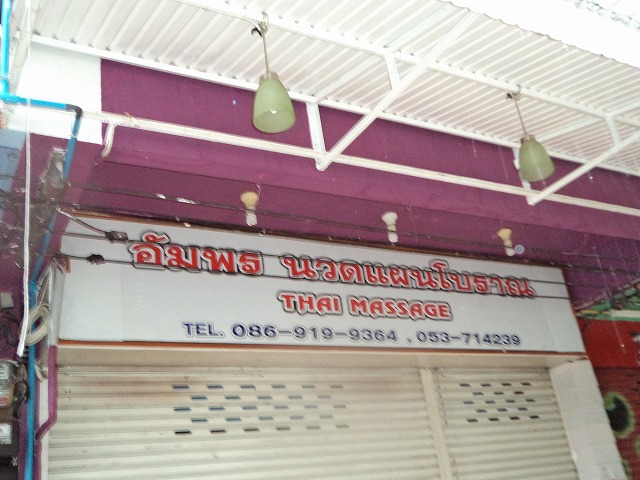 อัมพร นวดแผนโบราณ
THAI MASSAGE
TEL. 086-919-9364 , 053-714239